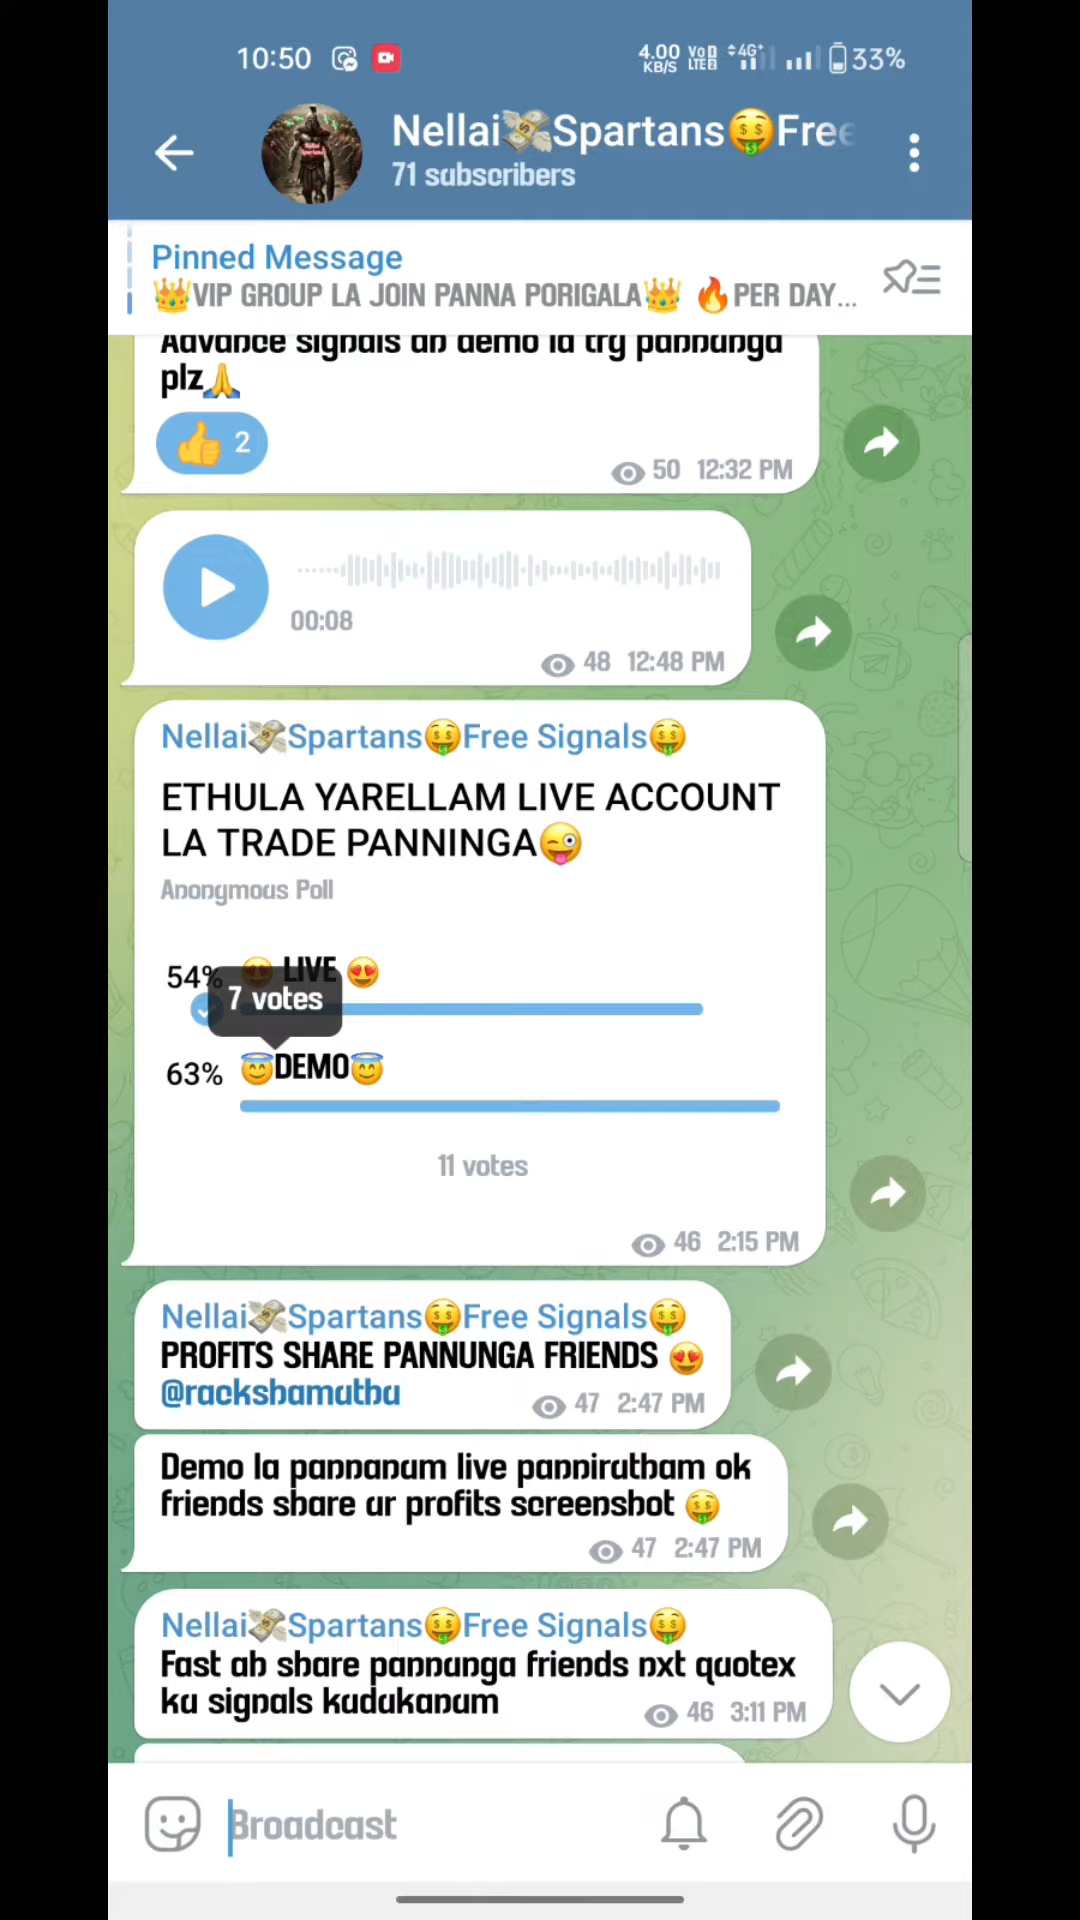 10:50
4.00 KB/S
VoD LTE2
4G+
33%
Nellai💸Spartans🤑Free
71 subscribers
Pinned Message
👑VIP GROUP LA JOIN PANNA PORIGALA👑 🔥PER DAY...
Advance signals ah demo la try pannunga
plz🙏
👍 2
50 12:32 PM
00:08
48 12:48 PM
Nellai💸Spartans🤑Free Signals🤑
ETHULA YARELLAM LIVE ACCOUNT
LA TRADE PANNINGA😜
Anonymous Poll
54% 😍 LIVE 😍
7 votes
63% 😇DEMO😇
11 votes
46 2:15 PM
Nellai💸Spartans🤑Free Signals🤑
PROFITS SHARE PANNUNGA FRIENDS 😍
@rackshamuthu
47 2:47 PM
Demo la pannanum live pannirutham ok
friends share ur profits screenshot 🤑
47 2:47 PM
Nellai💸Spartans🤑Free Signals🤑
Fast ah share pannunga friends nxt quotex
ku signals kudukanum
46 3:11 PM
Broadcast